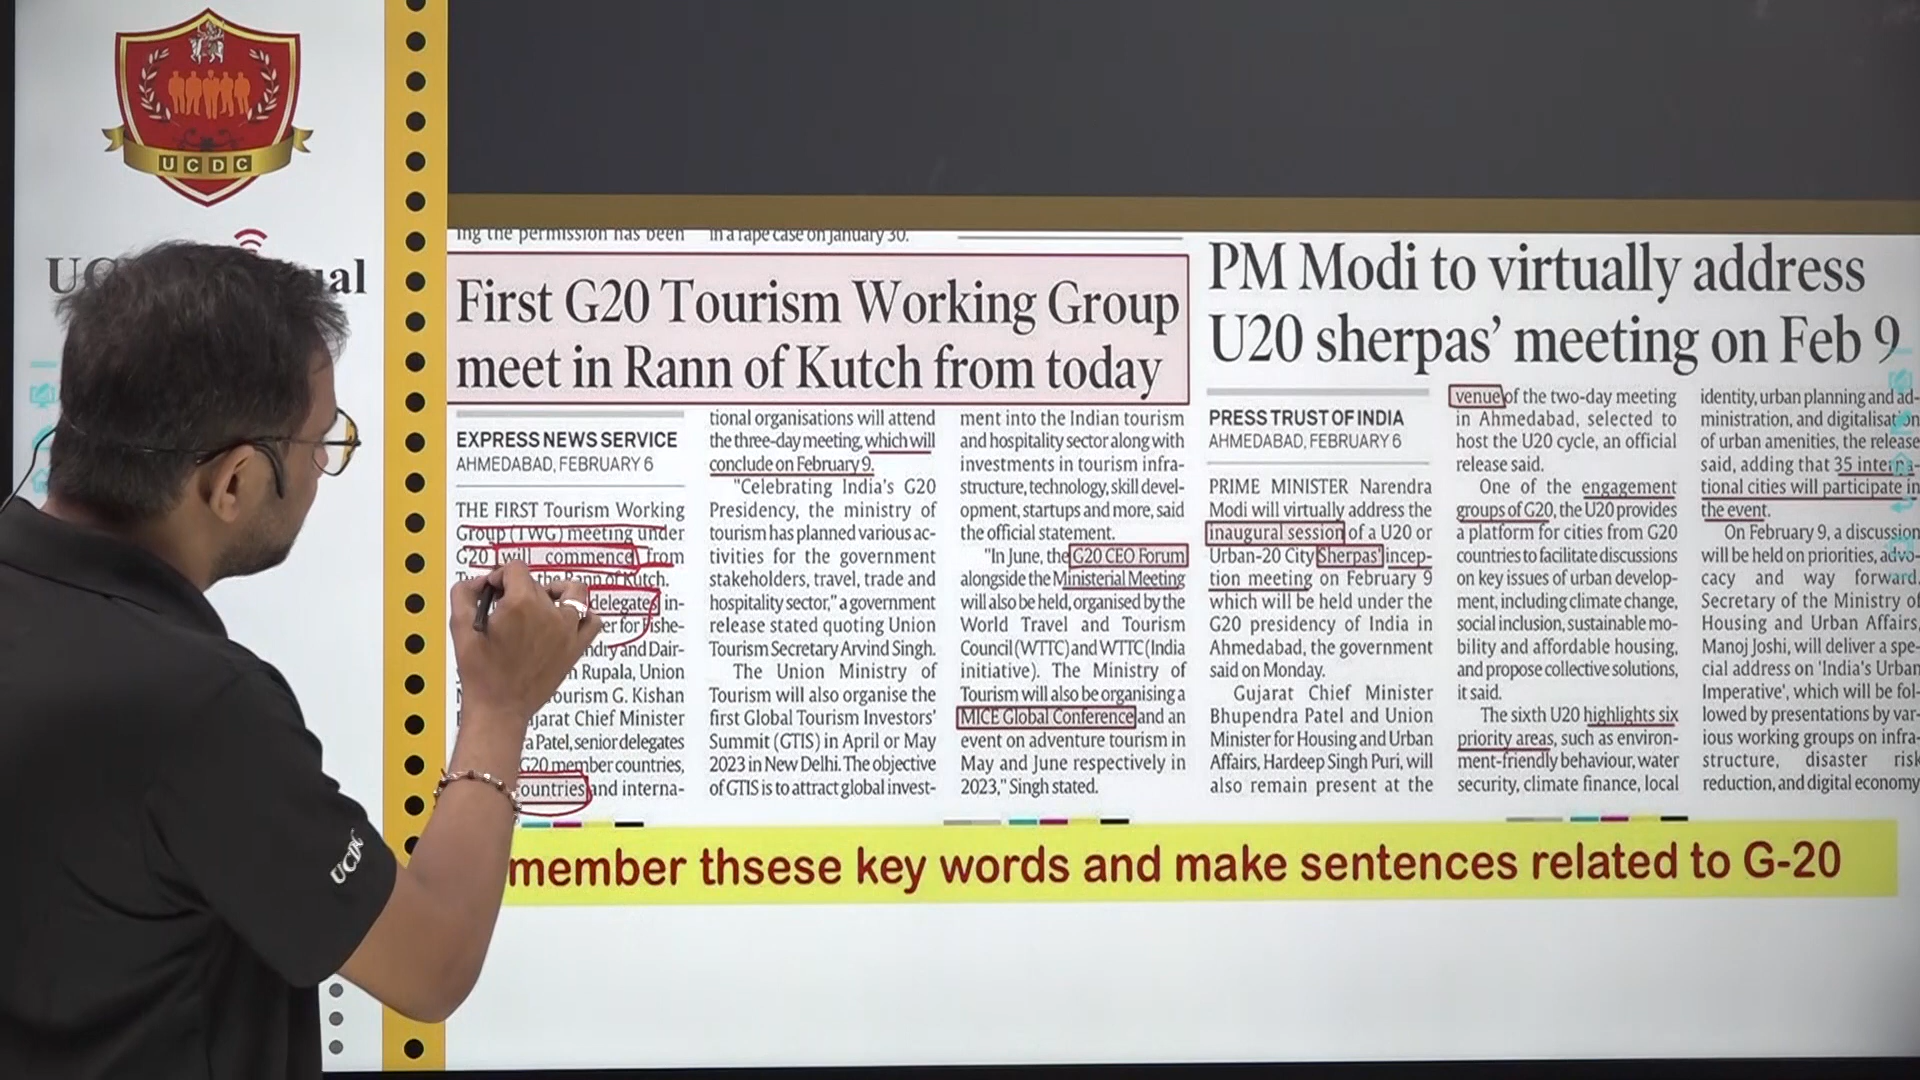 UCDC
UC
al
ing the permission has been
in a rape case on January 30.
First G20 Tourism Working Group
meet in Rann of Kutch from today
EXPRESS NEWS SERVICE
AHMEDABAD, FEBRUARY 6
THE FIRST Tourism Working
Group (TWG) meeting under
G20 will commence from
the Rann of Kutch.
delegates in-
er for Fishe-
ndry and Dair-
Rupala, Union
ourism G. Kishan
jarat Chief Minister
a Patel, senior delegates
G20 member countries,
ountries and interna-
tional organisations will attend
the three-day meeting, which will
conclude on February 9.
"Celebrating India's G20
Presidency, the ministry of
tourism has planned various ac-
tivities for the government
stakeholders, travel, trade and
hospitality sector," a government
release stated quoting Union
Tourism Secretary Arvind Singh.
The Union Ministry of
Tourism will also organise the
first Global Tourism Investors'
Summit (GTIS) in April or May
2023 in New Delhi. The objective
of GTIS is to attract global invest-
ment into the Indian tourism
and hospitality sector along with
investments in tourism infra-
structure, technology, skill devel-
opment, startups and more, said
the official statement.
"In June, the G20 CEO Forum
alongside the Ministerial Meeting
will also be held, organised by the
World Travel and Tourism
Council (WTTC) and WTTC (India
initiative). The Ministry of
Tourism will also be organising a
MICE Global Conference and an
event on adventure tourism in
May and June respectively in
2023," Singh stated.
PM Modi to virtually address
U20 sherpas' meeting on Feb 9
PRESS TRUST OF INDIA
AHMEDABAD, FEBRUARY 6
PRIME MINISTER Narendra
Modi will virtually address the
inaugural session of a U20 or
Urban-20 City Sherpas' incep-
tion meeting on February 9
which will be held under the
G20 presidency of India in
Ahmedabad, the government
said on Monday.
Gujarat Chief Minister
Bhupendra Patel and Union
Minister for Housing and Urban
Affairs, Hardeep Singh Puri, will
also remain present at the
venue of the two-day meeting
in Ahmedabad, selected to
host the U20 cycle, an official
release said.
One of the engagement
groups of G20, the U20 provides
a platform for cities from G20
countries to facilitate discussions
on key issues of urban develop-
ment, including climate change,
social inclusion, sustainable mo-
bility and affordable housing,
and propose collective solutions,
it said.
The sixth U20 highlights six
priority areas, such as environ-
ment-friendly behaviour, water
security, climate finance, local
identity, urban planning and ad-
ministration, and digitalisation
of urban amenities, the release
said, adding that 35 interna-
tional cities will participate in
the event.
On February 9, a discussion
will be held on priorities, advo-
cacy and way forward.
Secretary of the Ministry of
Housing and Urban Affairs,
Manoj Joshi, will deliver a spe-
cial address on 'India's Urban
Imperative', which will be fol-
lowed by presentations by var-
ious working groups on infra-
structure, disaster risk
reduction, and digital economy
member thsese key words and make sentences related to G-20
UCDC